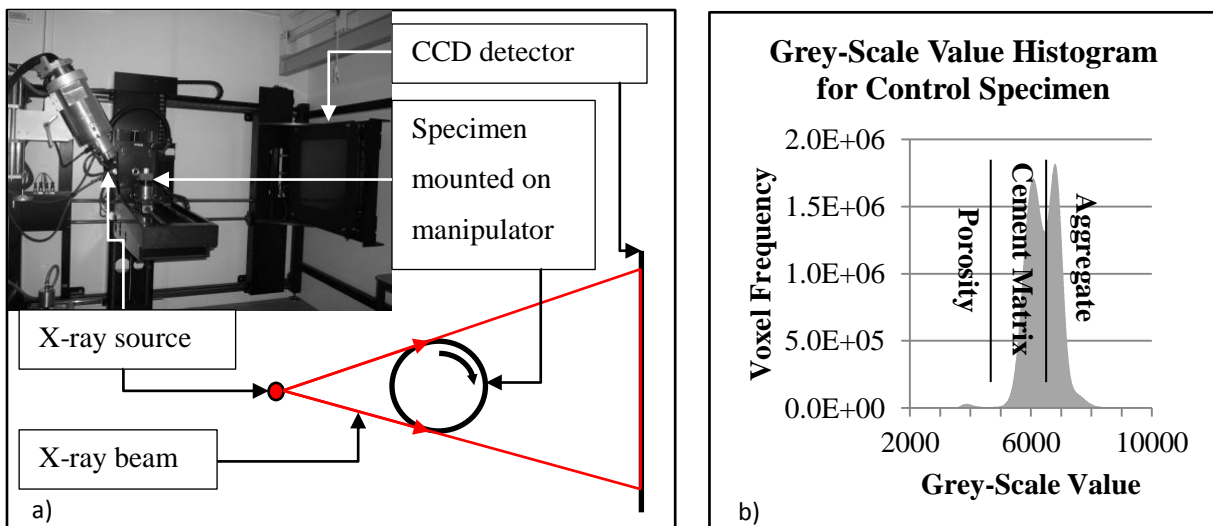 CCD detector
Specimen
mounted on
manipulator
X-ray source
X-ray beam
a)
Grey-Scale Value Histogram
for Control Specimen
Voxel Frequency
2.0E+06
1.5E+06
1.0E+06
5.0E+05
0.0E+00
Porosity
Cement Matrix
Aggregate
2000 6000 10000
Grey-Scale Value
b)